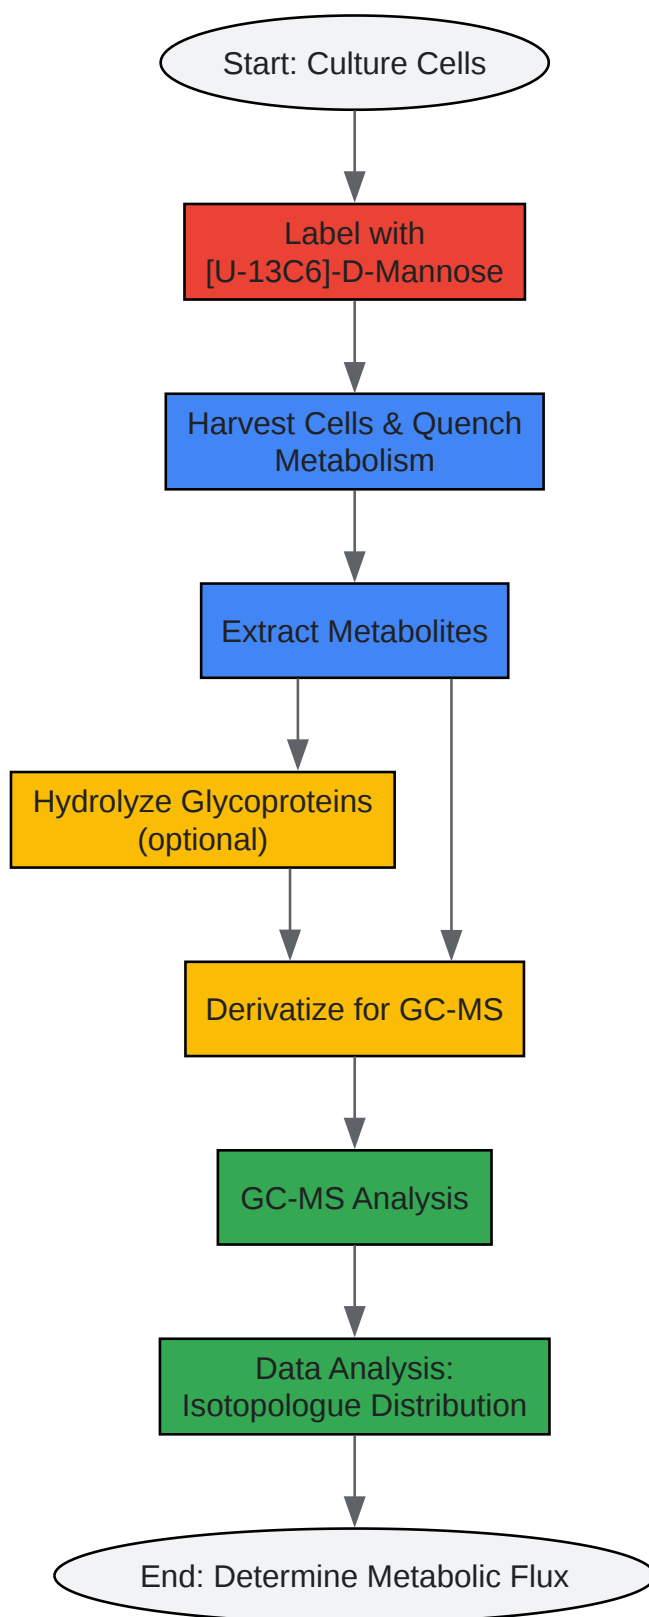 Start: Culture Cells
Label with
[U-13C6]-D-Mannose
Harvest Cells & Quench
Metabolism
Extract Metabolites
Hydrolyze Glycoproteins
(optional)
Derivatize for GC-MS
GC-MS Analysis
Data Analysis:
Isotopologue Distribution
End: Determine Metabolic Flux